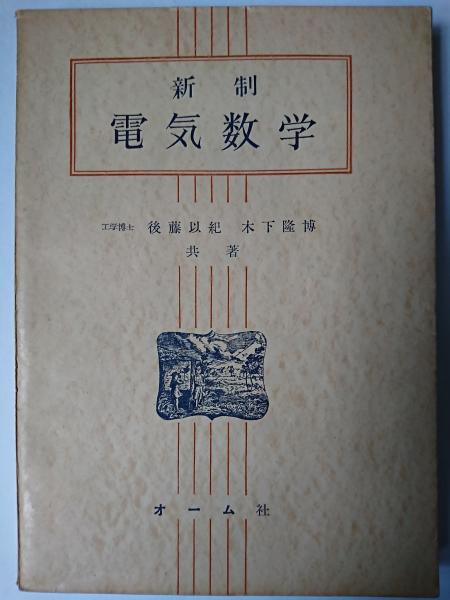 新制
電気数学
工学博士 後藤以紀 木下隆博
共著
オーム社